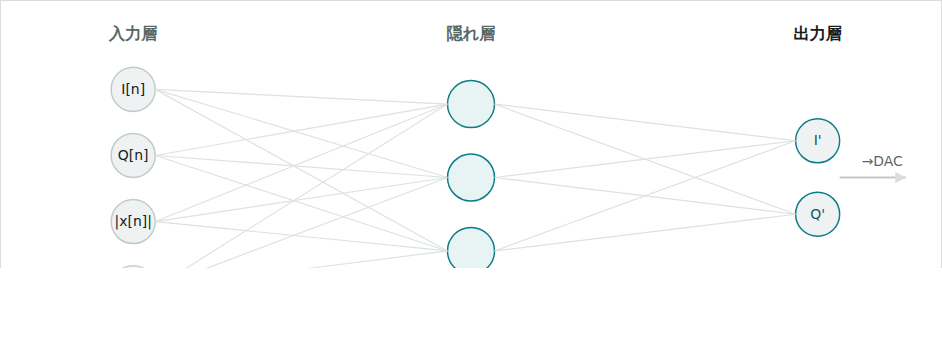 入力層
隠れ層
出力層
I[n]
Q[n]
|x[n]|
I'
Q'
→DAC